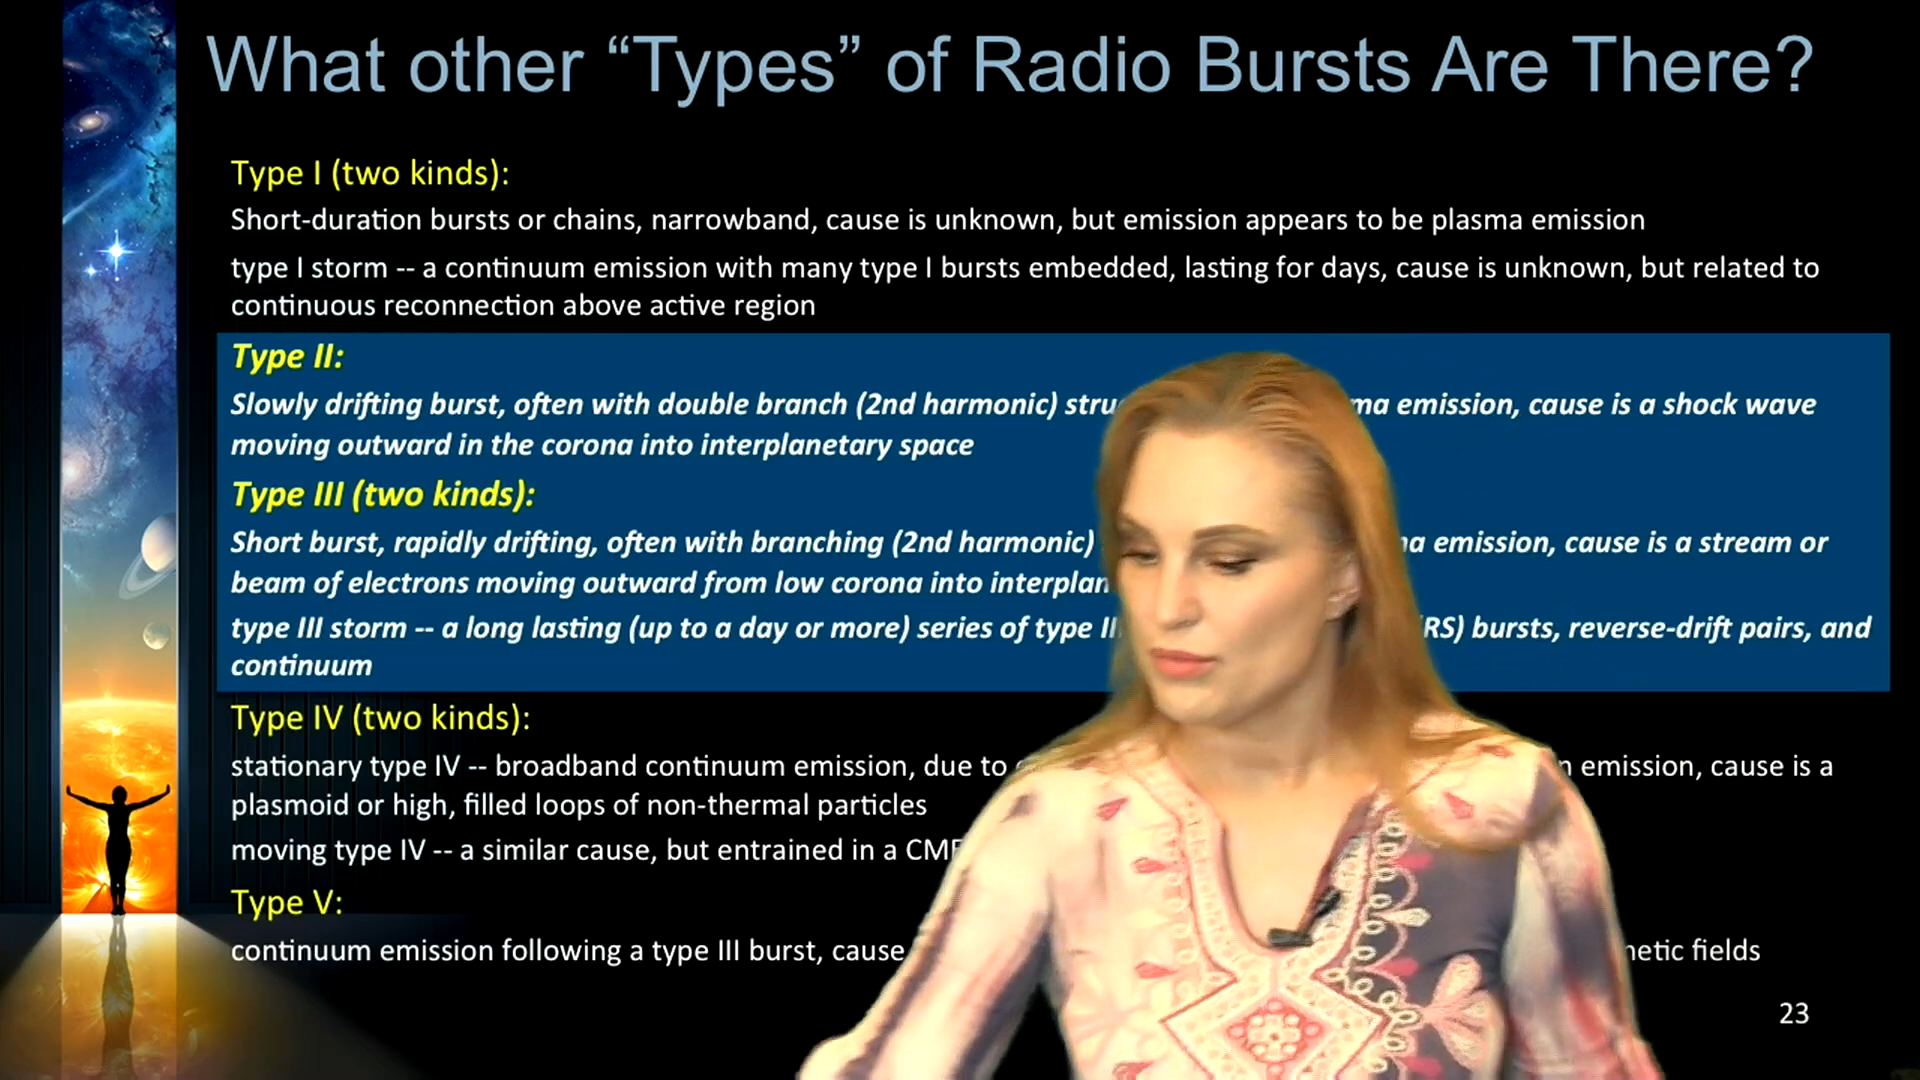 What other “Types” of Radio Bursts Are There?
Type I (two kinds):
Short-duration bursts or chains, narrowband, cause is unknown, but emission appears to be plasma emission
type I storm -- a continuum emission with many type I bursts embedded, lasting for days, cause is unknown, but related to
continuous reconnection above active region
Type II:
Slowly drifting burst, often with double branch (2nd harmonic) emission, cause is a shock wave
moving outward in the corona into interplanetary space
Type III (two kinds):
Short burst, rapidly drifting, often with branching (2nd harmonic) emission, cause is a stream or
beam of electrons moving outward from low corona into
type III storm -- a long lasting (up to a day or more) series of type RS) bursts, reverse-drift pairs, and
continuum
Type IV (two kinds):
stationary type IV -- broadband continuum emission, due to emission, cause is a
plasmoid or high, filled loops of non-thermal particles
moving type IV -- a similar cause, but entrained in a CME
Type V:
continuum emission following a type III burst, cause fields
23